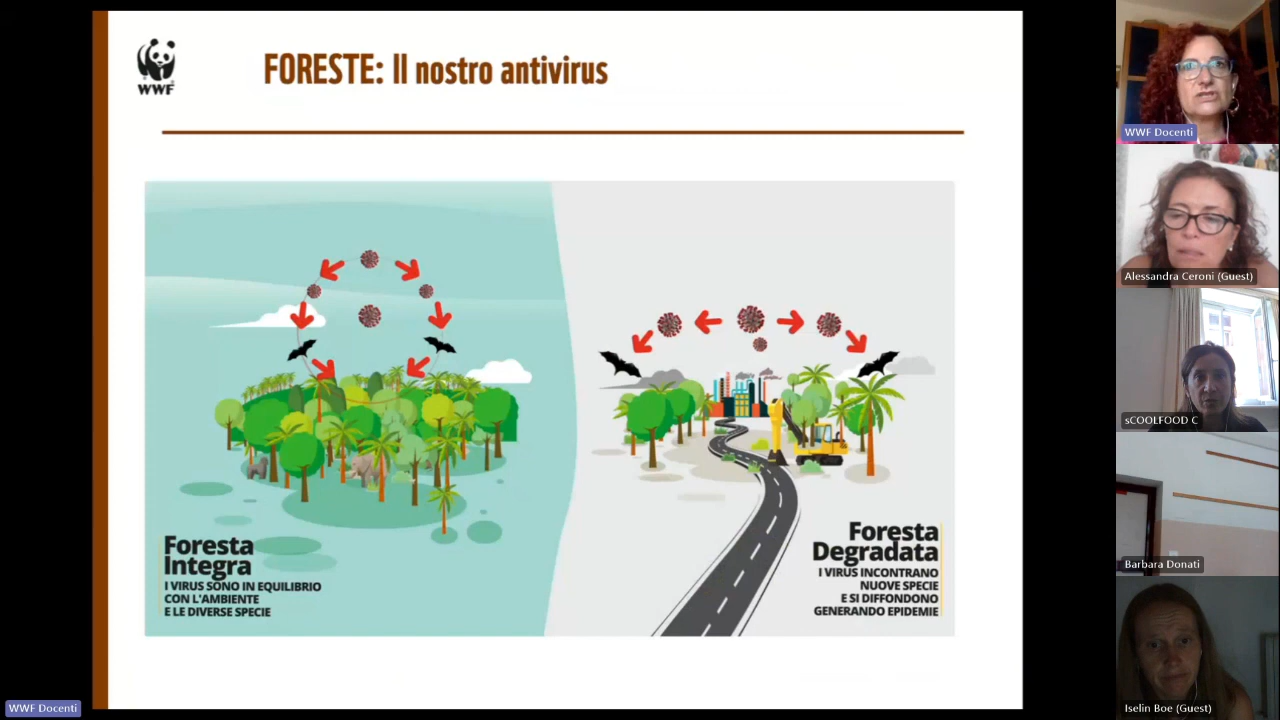 WWF
FORESTE: Il nostro antivirus
Foresta
Integra
I VIRUS SONO IN EQUILIBRIO
CON L'AMBIENTE
E LE DIVERSE SPECIE
Foresta
Degradata
I VIRUS INCONTRANO
NUOVE SPECIE
E SI DIFFONDONO
GENERANDO EPIDEMIE
WWF Docenti
WWF Docenti
Alessandra Ceroni (Guest)
sCOOLFOOD C
Barbara Donati
Iselin Boe (Guest)